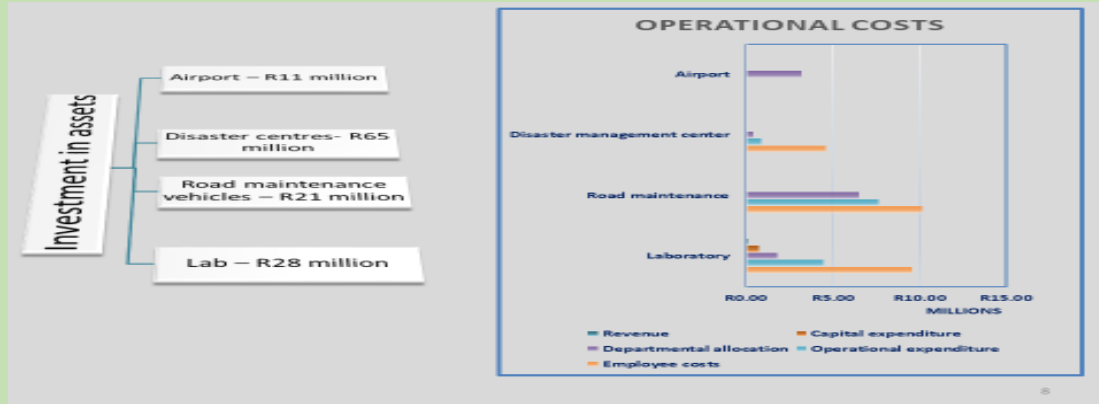 Investment in assets
Airport – R11 million
Disaster centres- R65
million
Road maintenance
vehicles – R21 million
Lab – R28 million
OPERATIONAL COSTS
Airport
Disaster management center
Road maintenance
Laboratory
R0.00 R5.00 R10.00 R15.00
MILLIONS
Revenue Capital expenditure
Departmental allocation Operational expenditure
Employee costs
8